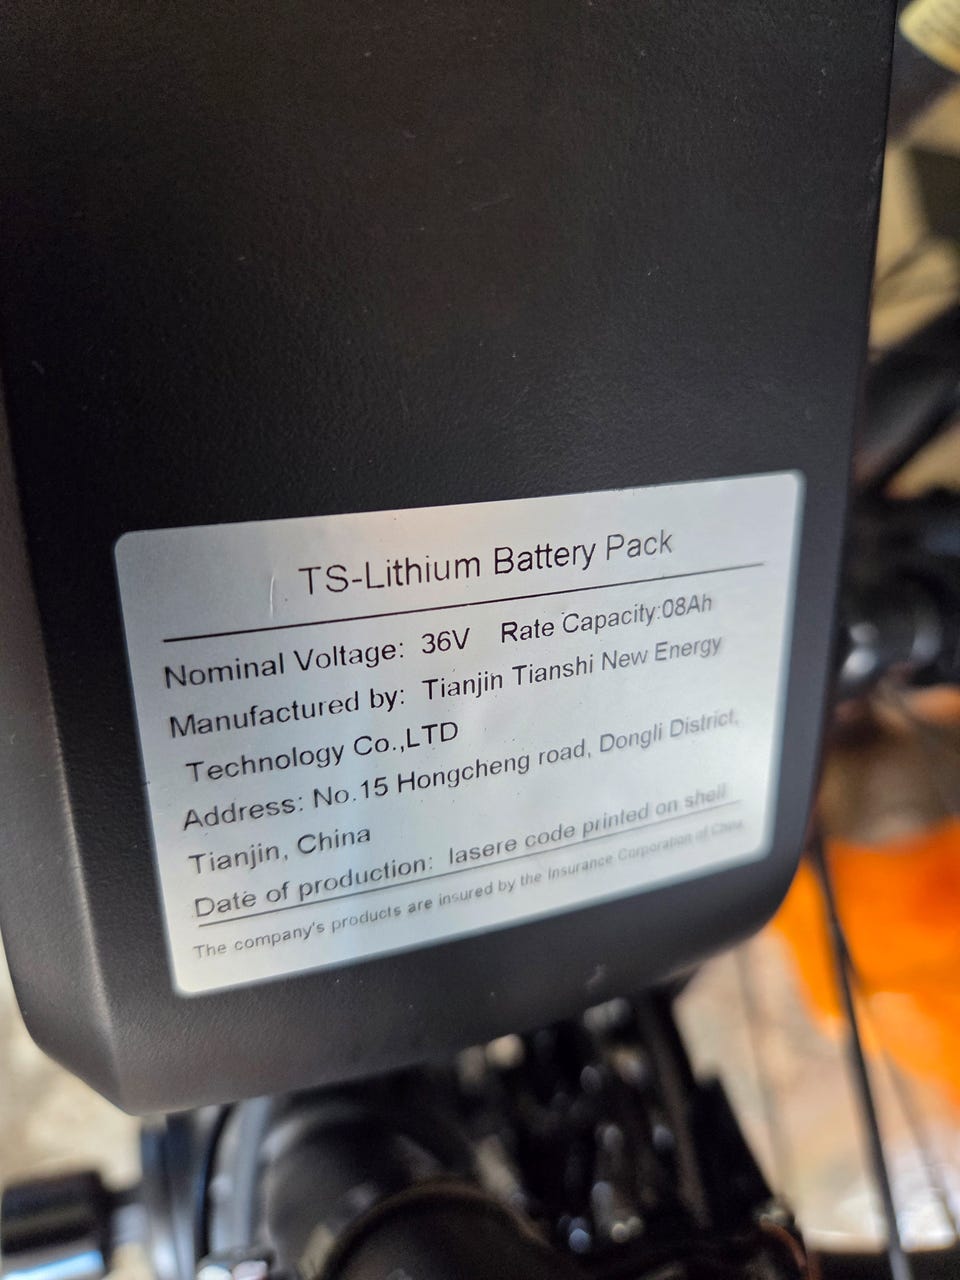 TS-Lithium Battery Pack
Nominal Voltage: 36V Rate Capacity:08Ah
Manufactured by: Tianjin Tianshi New Energy
Technology Co.,LTD
Address: No.15 Hongcheng road, Dongli District,
Tianjin, China
Date of production: lasere code printed on shell
The company's products are insured by the Insurance Corporation of China